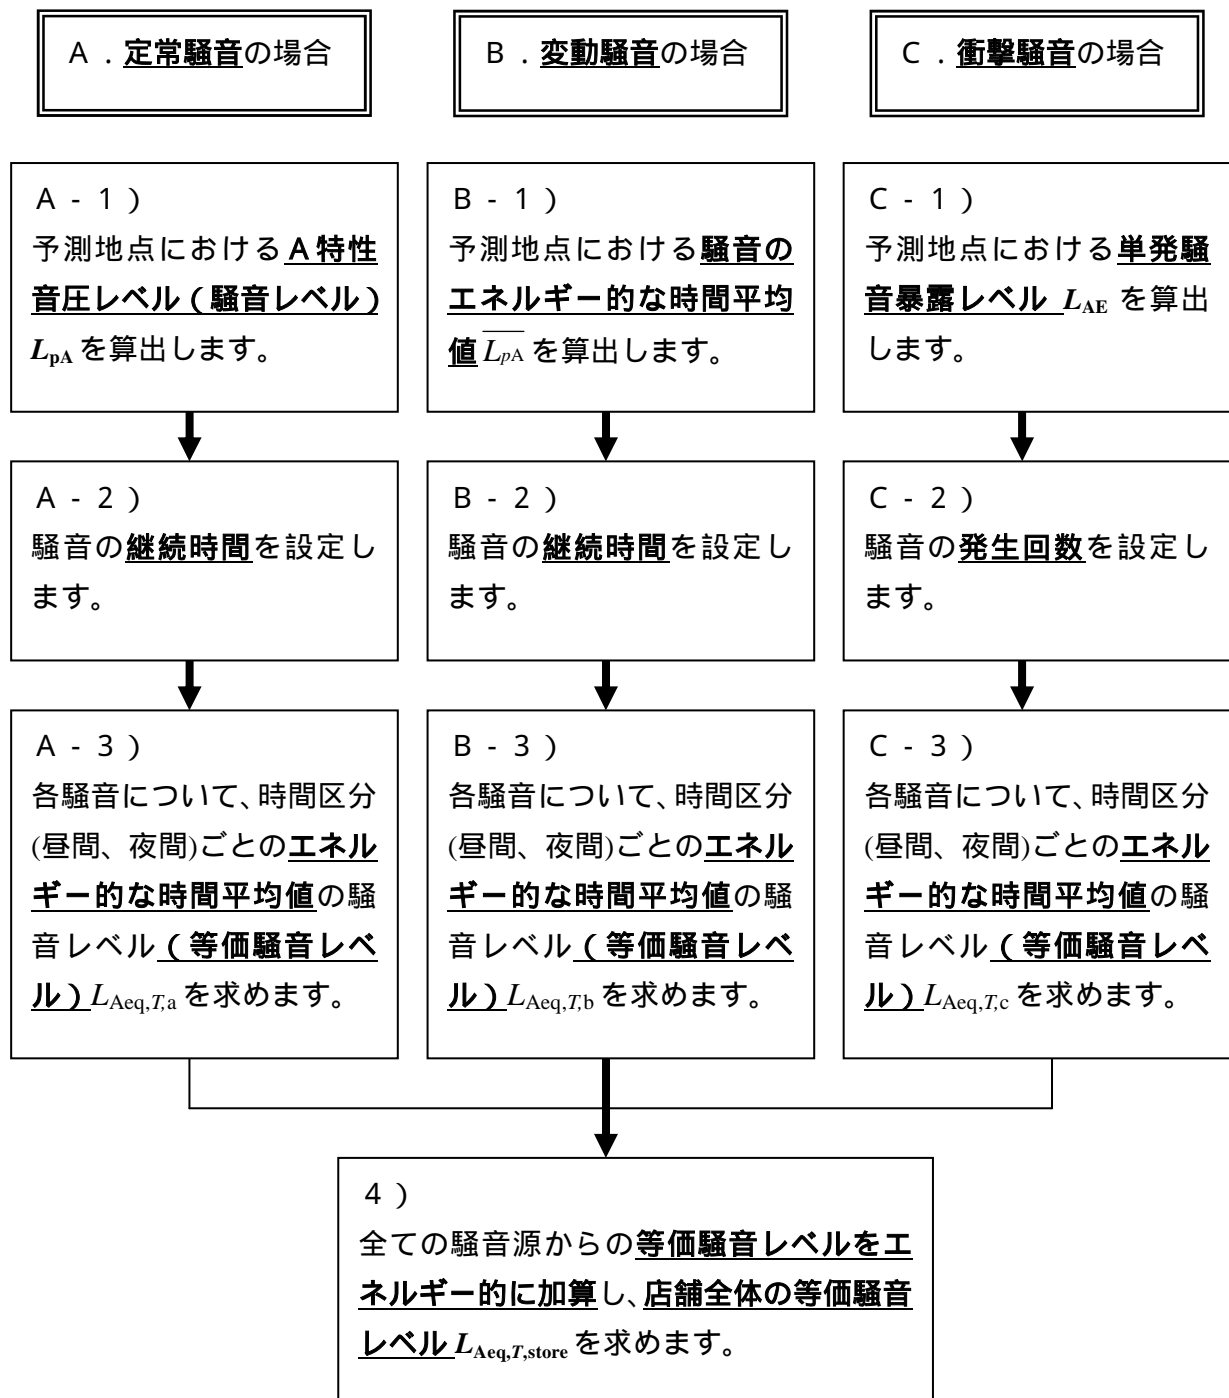 A．定常騒音の場合
B．変動騒音の場合
C．衝撃騒音の場合
A-1）
予測地点におけるA特性
音圧レベル（騒音レベル）
LpA を算出します。
B-1）
予測地点における騒音の
エネルギー的な時間平均
値 LpA を算出します。
C-1）
予測地点における単発騒
音暴露レベル LAE を算出
します。
A-2）
騒音の継続時間を設定し
ます。
B-2）
騒音の継続時間を設定し
ます。
C-2）
騒音の発生回数を設定し
ます。
A-3）
各騒音について、時間区分
(昼間、夜間)ごとのエネル
ギー的な時間平均値の騒
音レベル（等価騒音レベ
ル）LAeq,T,a を求めます。
B-3）
各騒音について、時間区分
(昼間、夜間)ごとのエネル
ギー的な時間平均値の騒
音レベル（等価騒音レベ
ル）LAeq,T,b を求めます。
C-3）
各騒音について、時間区分
(昼間、夜間)ごとのエネル
ギー的な時間平均値の騒
音レベル（等価騒音レベ
ル）LAeq,T,c を求めます。
4）
全ての騒音源からの等価騒音レベルをエ
ネルギー的に加算し、店舗全体の等価騒音
レベル LAeq,T,store を求めます。